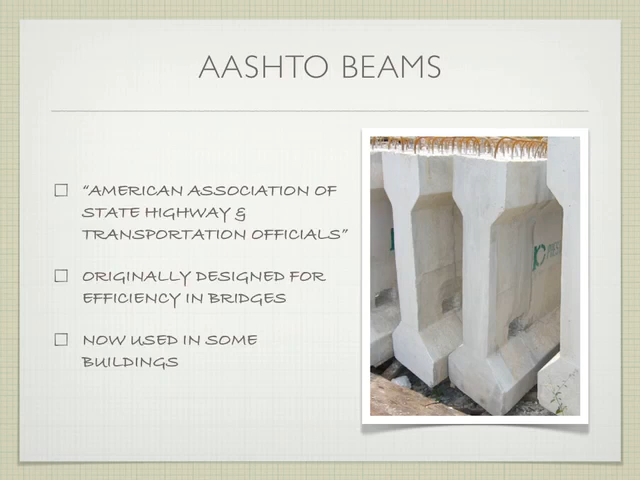 AASHTO BEAMS
“AMERICAN ASSOCIATION OF
STATE HIGHWAY &
TRANSPORTATION OFFICIALS”
ORIGINALLY DESIGNED FOR
EFFICIENCY IN BRIDGES
NOW USED IN SOME
BUILDINGS